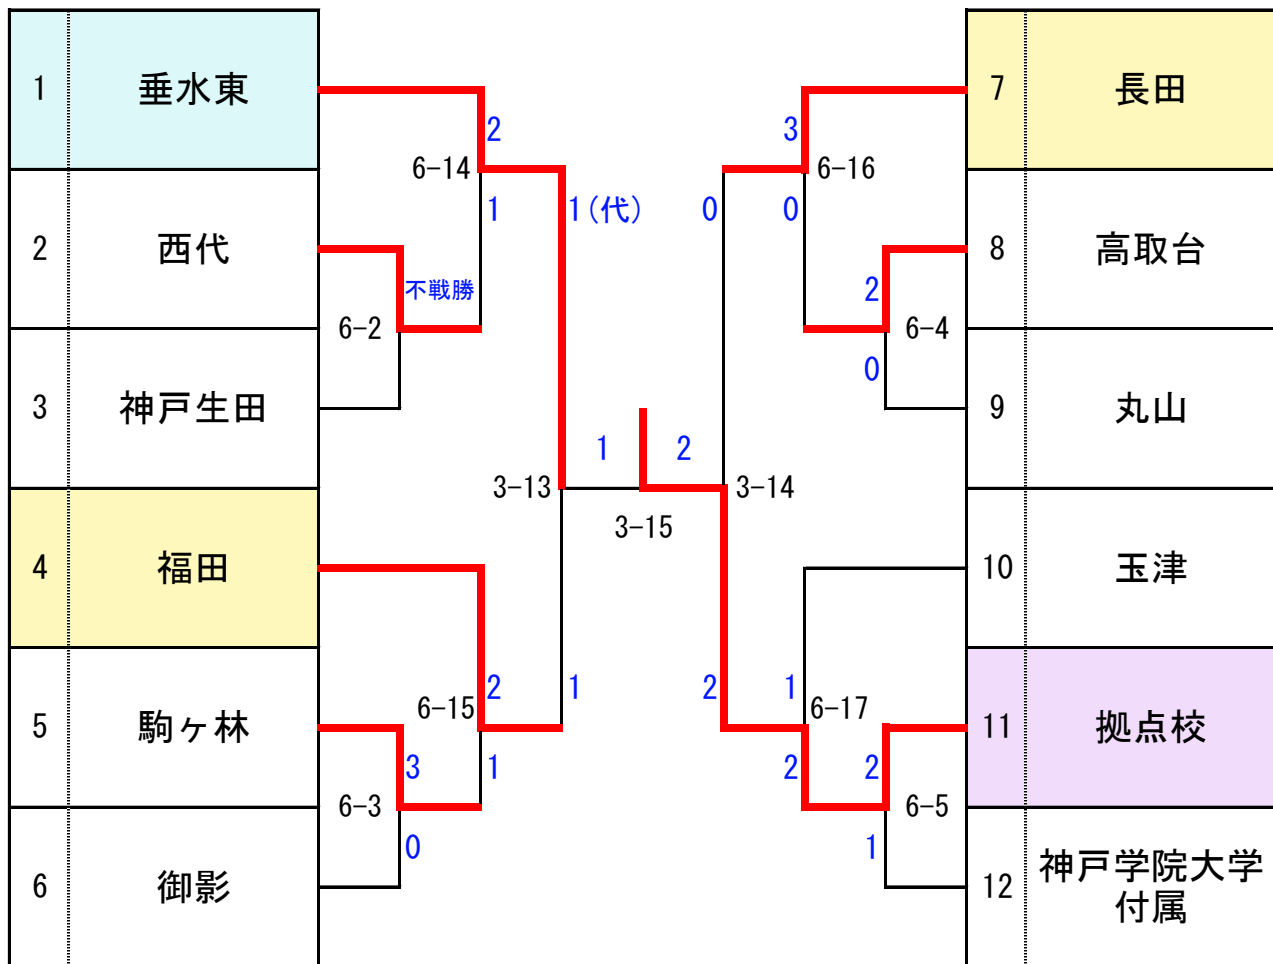 1 垂水東
2 西代
3 神戸生田
4 福田
5 駒ヶ林
6 御影
2
6-14
1
不戦勝
6-2
1(代)
3-13
1
2
6-15
1
3
6-3
0
1
2
3-15
3
6-16
0
0
2
6-4
0
3-14
2
1
6-17
2
2
6-5
1
7 長田
8 高取台
9 丸山
10 玉津
11 拠点校
12 神戸学院大学
付属